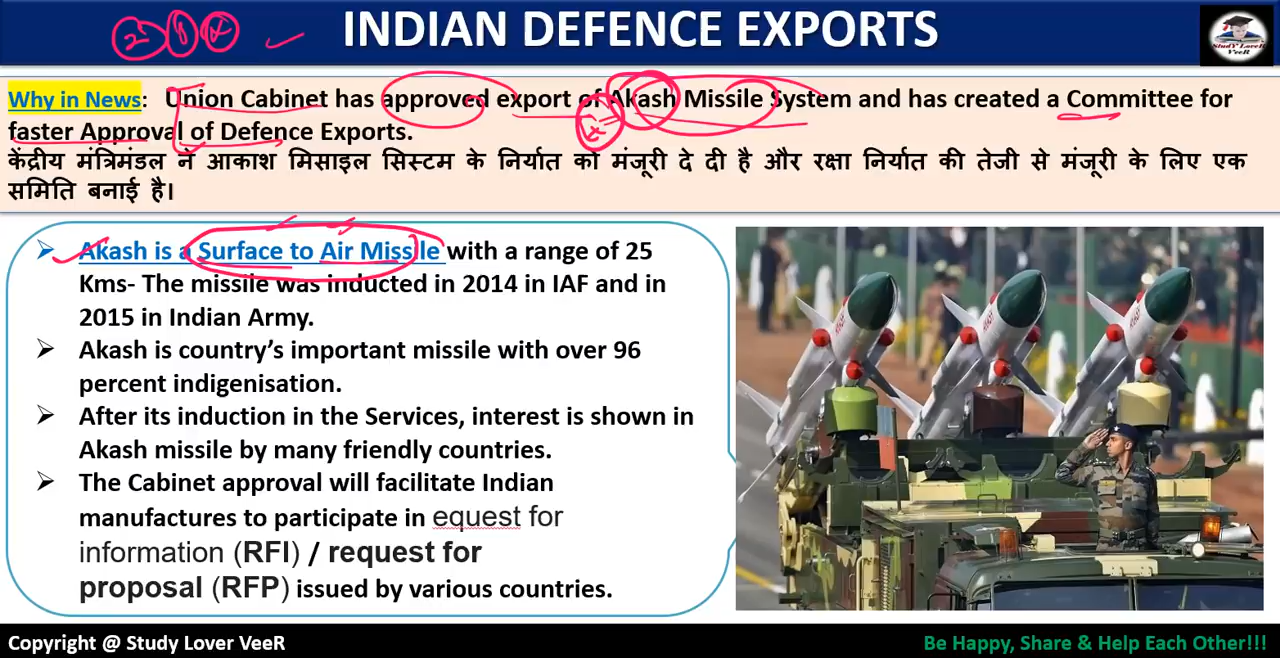 INDIAN DEFENCE EXPORTS
StudY LoveR
VeeR
Why in News: Union Cabinet has approved export of Akash Missile System and has created a Committee for
faster Approval of Defence Exports.
केंद्रीय मंत्रिमंडल ने आकाश मिसाइल सिस्टम के निर्यात को मंजूरी दे दी है और रक्षा निर्यात की तेजी से मंजूरी के लिए एक
समिति बनाई है।
➢ Akash is a Surface to Air Missile with a range of 25
Kms- The missile was inducted in 2014 in IAF and in
2015 in Indian Army.
➢ Akash is country’s important missile with over 96
percent indigenisation.
➢ After its induction in the Services, interest is shown in
Akash missile by many friendly countries.
➢ The Cabinet approval will facilitate Indian
manufactures to participate in equest for
information (RFI) / request for
proposal (RFP) issued by various countries.
Copyright @ Study Lover VeeR
Be Happy, Share & Help Each Other!!!